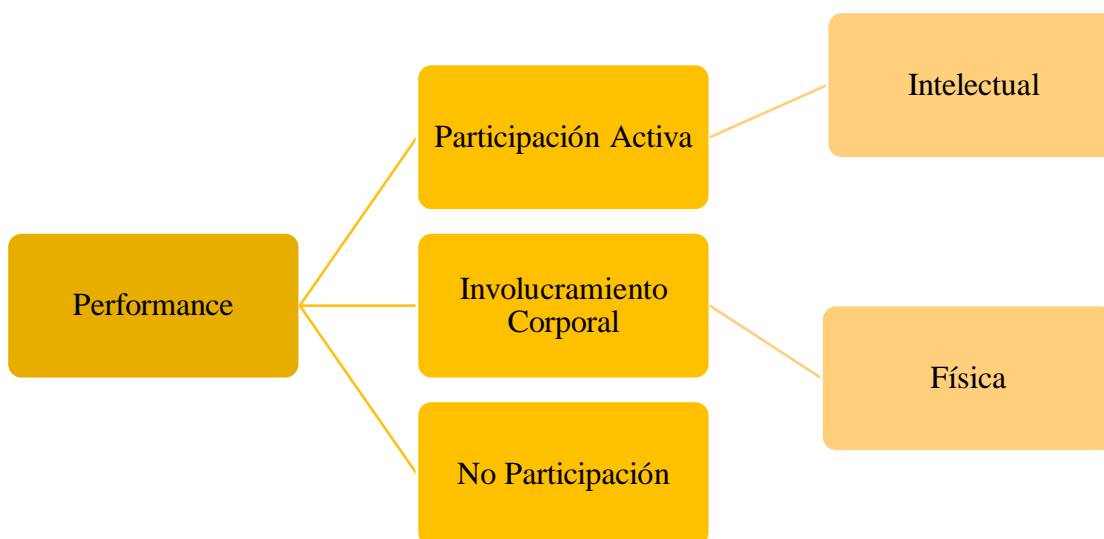 Performance
Participación Activa
Involucramiento
Corporal
No Participación
Intelectual
Física